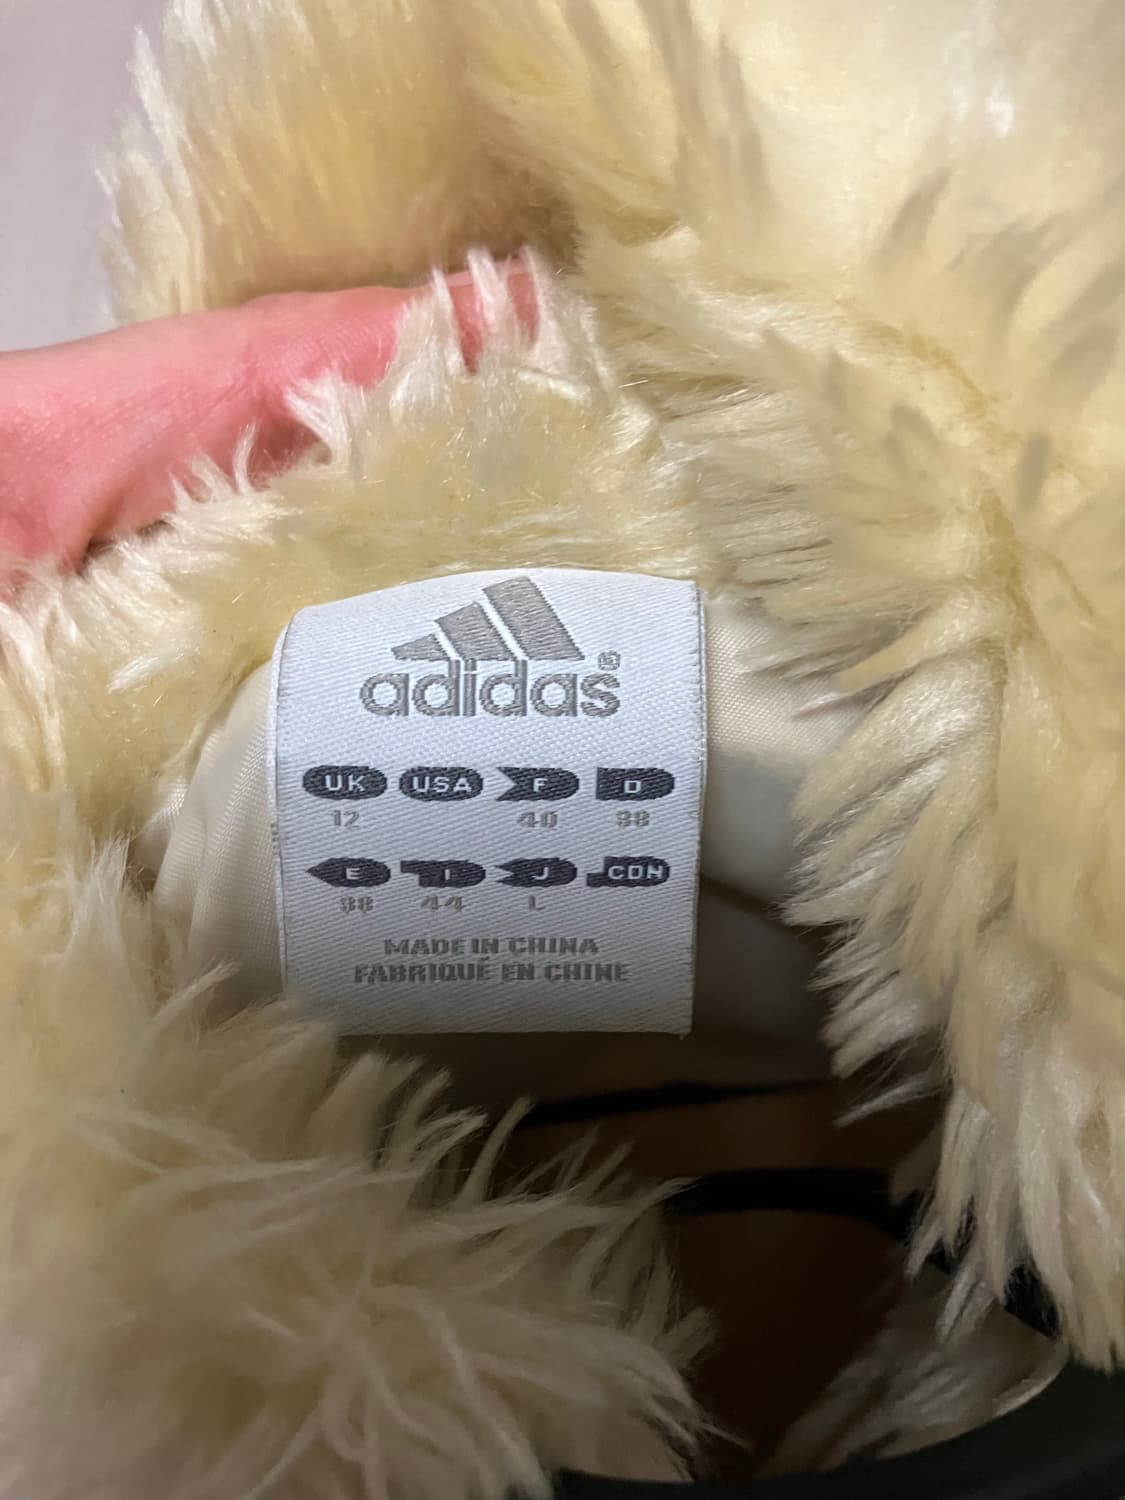 adidas®
UK USA F D
12 40 38
E I J CDN
38 44 L
MADE IN CHINA
FABRIQUÉ EN CHINE